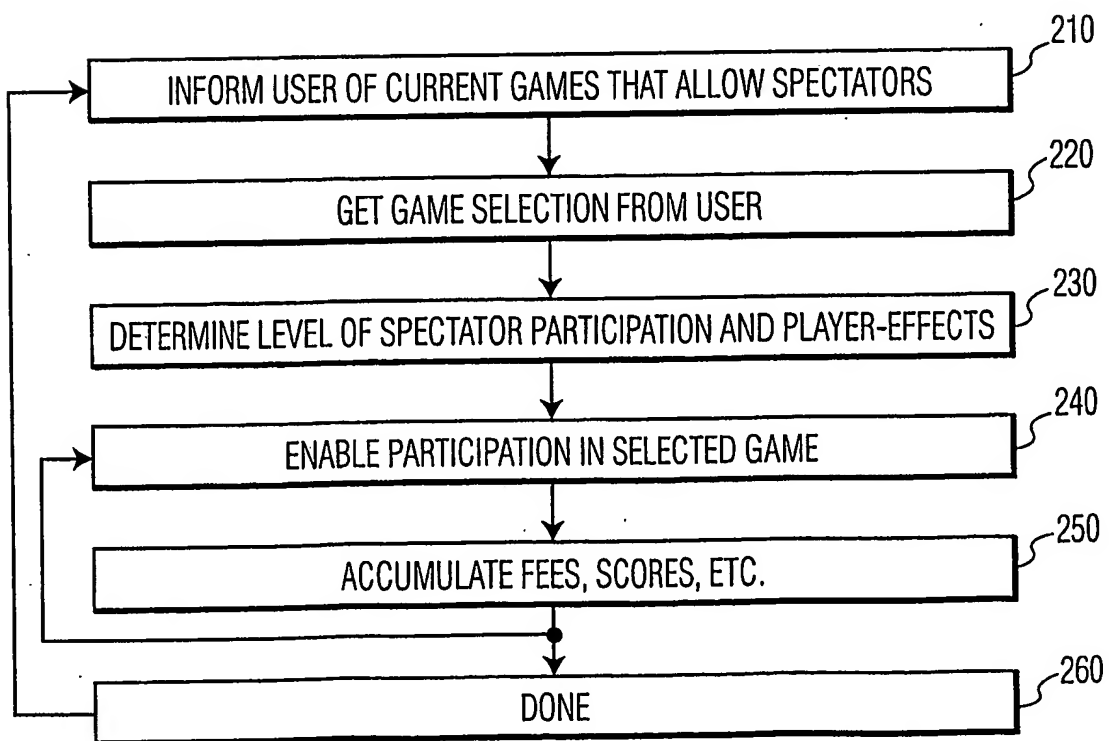 210
INFORM USER OF CURRENT GAMES THAT ALLOW SPECTATORS
220
GET GAME SELECTION FROM USER
230
DETERMINE LEVEL OF SPECTATOR PARTICIPATION AND PLAYER-EFFECTS
240
ENABLE PARTICIPATION IN SELECTED GAME
250
ACCUMULATE FEES, SCORES, ETC.
260
DONE